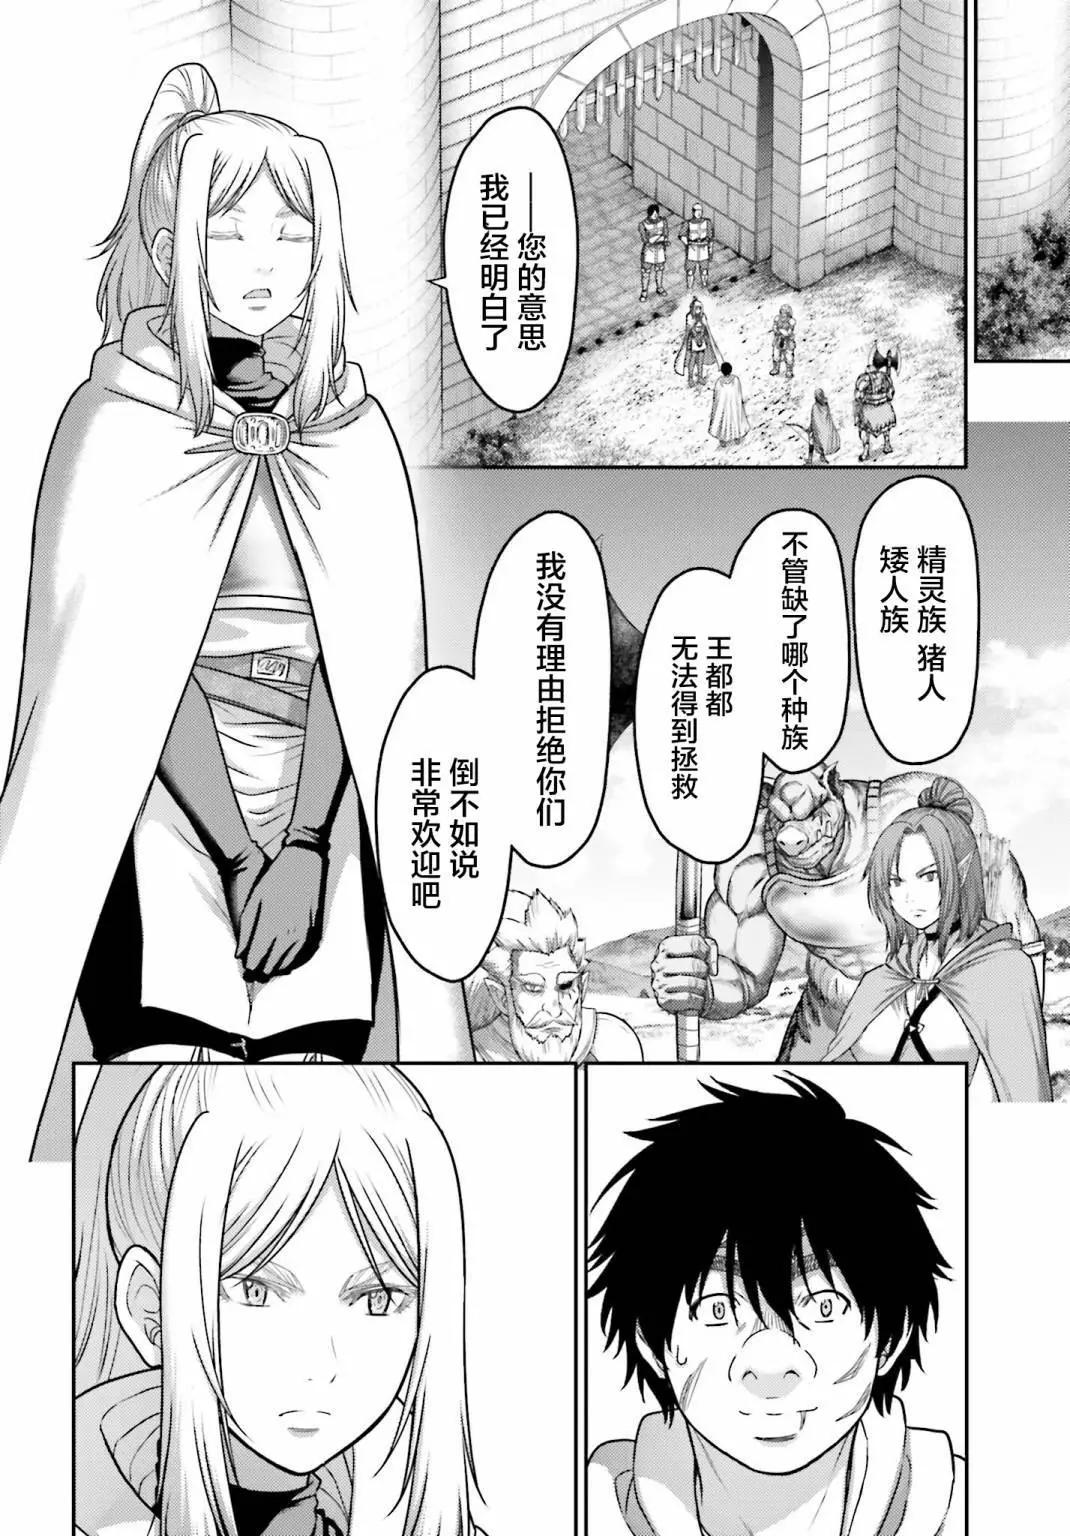 ——您的意思
我已经明白了
精灵族 猪人
矮人族
不管缺了哪个种族
王都都
无法得到拯救
我没有理由拒绝你们
倒不如说
非常欢迎吧